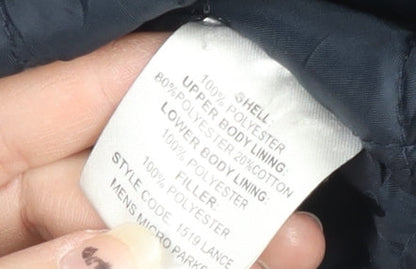 SHELL:
100% POLYESTER
UPPER BODY LINING:
80%POLYESTER 20%COTTON
LOWER BODY LINING:
100% POLYESTER
FILLER:
100% POLYESTER
STYLE CODE: 1519 LANCE
MENS MICRO PARK